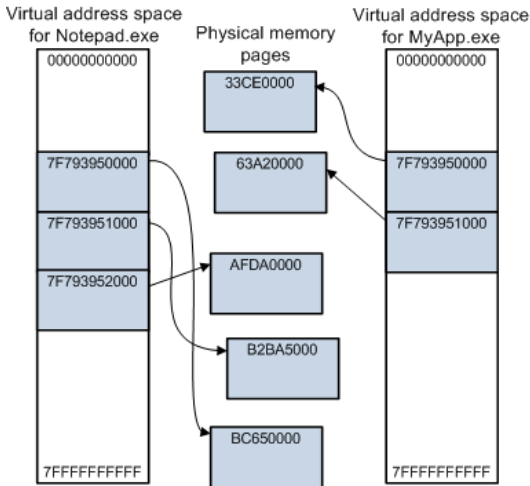 Virtual address space
for Notepad.exe
00000000000
7F793950000
7F793951000
7F793952000
7FFFFFFFFFF
Physical memory
pages
33CE0000
63A20000
AFDA0000
B2BA5000
BC650000
Virtual address space
for MyApp.exe
00000000000
7F793950000
7F793951000
7FFFFFFFFFF